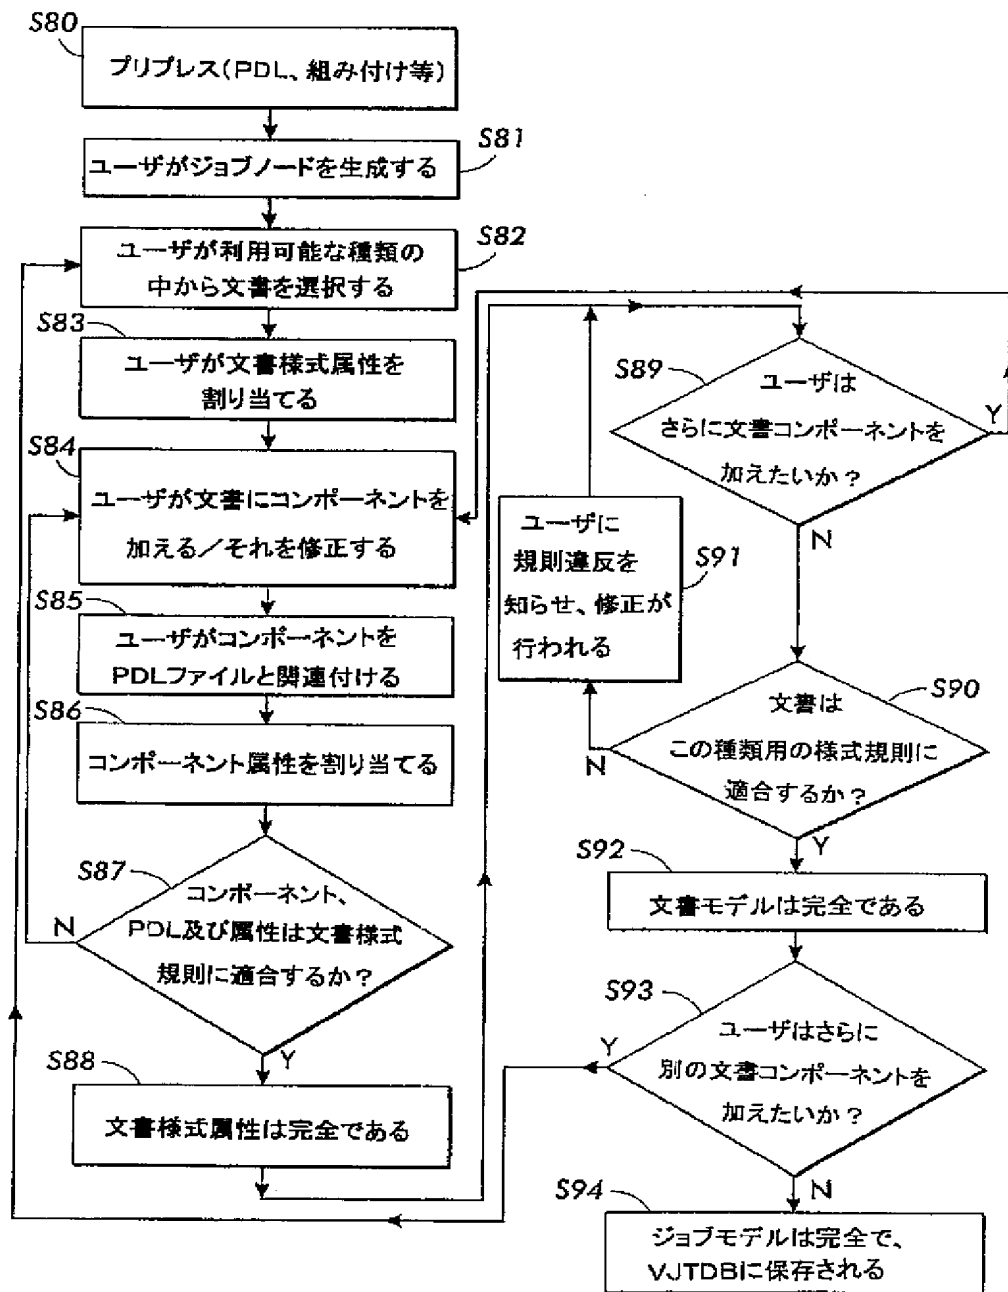 S80
プリプレス(PDL、組み付け等)
S81
ユーザがジョブノードを生成する
S82
ユーザが利用可能な種類の
中から文書を選択する
S83
ユーザが文書様式属性を
割り当てる
S84
ユーザが文書にコンポーネントを
加える/それを修正する
S85
ユーザがコンポーネントを
PDLファイルと関連付ける
S86
コンポーネント属性を割り当てる
S87
コンポーネント、
PDL及び属性は文書様式
規則に適合するか?
N
Y
S88
文書様式属性は完全である
S89
ユーザは
さらに文書コンポーネントを
加えたいか?
Y
N
S91
ユーザに
規則違反を
知らせ、修正が
行われる
S90
文書は
この種類用の様式規則に
適合するか?
N
Y
S92
文書モデルは完全である
S93
ユーザはさらに
別の文書コンポーネントを
加えたいか?
Y
N
S94
ジョブモデルは完全で、
VJTDBに保存される